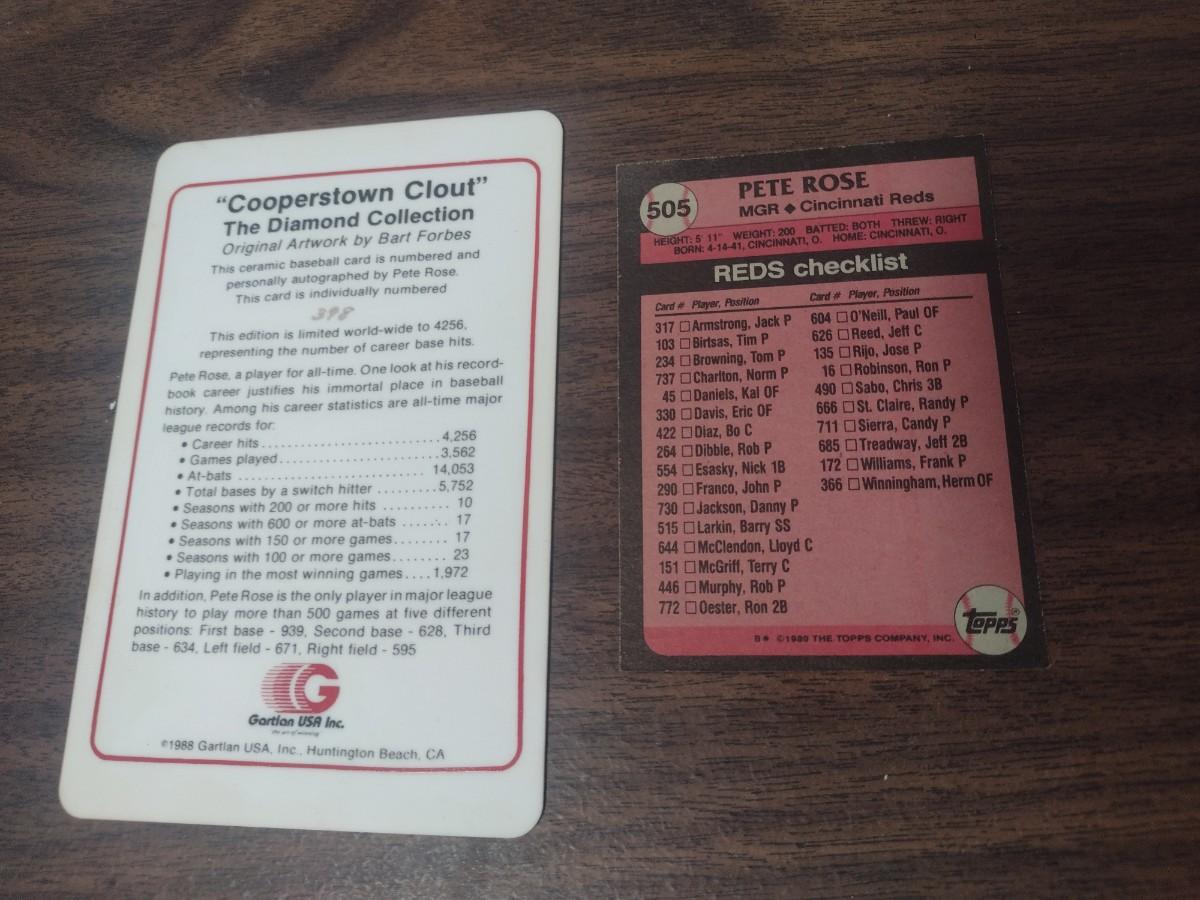 “Cooperstown Clout”
The Diamond Collection
Original Artwork by Bart Forbes
This ceramic baseball card is numbered and
personally autographed by Pete Rose.
This card is individually numbered
398
This edition is limited world-wide to 4256,
representing the number of career base hits.
Pete Rose, a player for all-time. One look at his record-
book career justifies his immortal place in baseball
history. Among his career statistics are all-time major
league records for:
• Career hits 4,256
• Games played 3,562
• At-bats 14,053
• Total bases by a switch hitter 5,752
• Seasons with 200 or more hits 10
• Seasons with 600 or more at-bats 17
• Seasons with 150 or more games 17
• Seasons with 100 or more games 23
• Playing in the most winning games 1,972
In addition, Pete Rose is the only player in major league
history to play more than 500 games at five different
positions: First base - 939, Second base - 628, Third
base - 634, Left field - 671, Right field - 595
G
Gartlan USA Inc.
the art of winning
©1988 Gartlan USA, Inc., Huntington Beach, CA
505
PETE ROSE
MGR ◆ Cincinnati Reds
HEIGHT: 5' 11" WEIGHT: 200 BATTED: BOTH THREW: RIGHT
BORN: 4-14-41, CINCINNATI, O. HOME: CINCINNATI, O.
REDS checklist
Card # Player, Position
317 □ Armstrong, Jack P
103 □ Birtsas, Tim P
234 □ Browning, Tom P
737 □ Charlton, Norm P
45 □ Daniels, Kal OF
330 □ Davis, Eric OF
422 □ Diaz, Bo C
264 □ Dibble, Rob P
554 □ Esasky, Nick 1B
290 □ Franco, John P
730 □ Jackson, Danny P
515 □ Larkin, Barry SS
644 □ McClendon, Lloyd C
151 □ McGriff, Terry C
446 □ Murphy, Rob P
772 □ Oester, Ron 2B
Card # Player, Position
604 □ O'Neill, Paul OF
626 □ Reed, Jeff C
135 □ Rijo, Jose P
16 □ Robinson, Ron P
490 □ Sabo, Chris 3B
666 □ St. Claire, Randy P
711 □ Sierra, Candy P
685 □ Treadway, Jeff 2B
172 □ Williams, Frank P
366 □ Winningham, Herm OF
B* ©1989 THE TOPPS COMPANY, INC.
Topps®